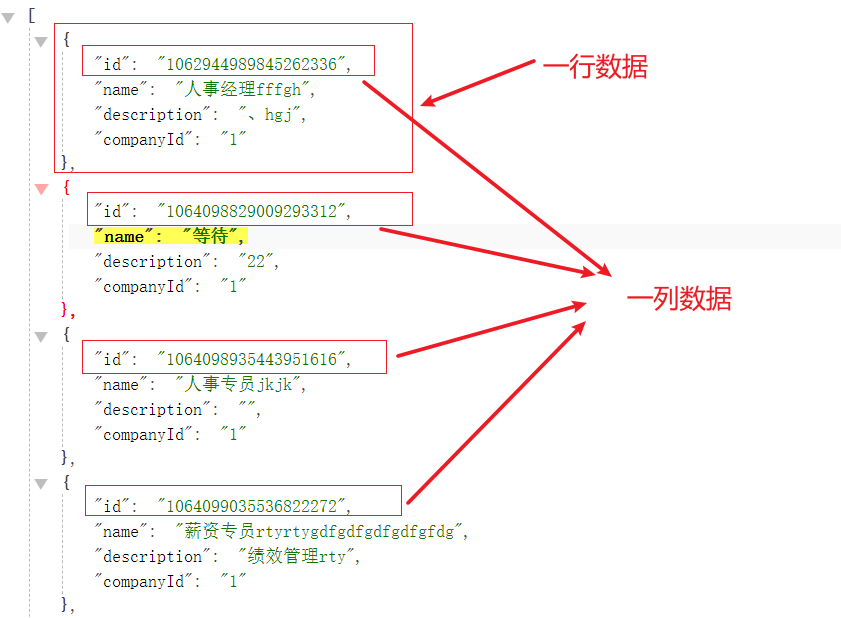 [
{
"id": "1062944989845262336",
"name": "人事经理fffgh",
"description": "、hgj",
"companyId": "1"
},
一行数据
{
"id": "1064098829009293312",
"name": "等待",
"description": "22",
"companyId": "1"
},
一列数据
{
"id": "1064098935443951616",
"name": "人事专员jkjk",
"description": "",
"companyId": "1"
},
{
"id": "1064099035536822272",
"name": "薪资专员rtyrtygdfgdfgdfgdfgfdg",
"description": "绩效管理rty",
"companyId": "1"
},